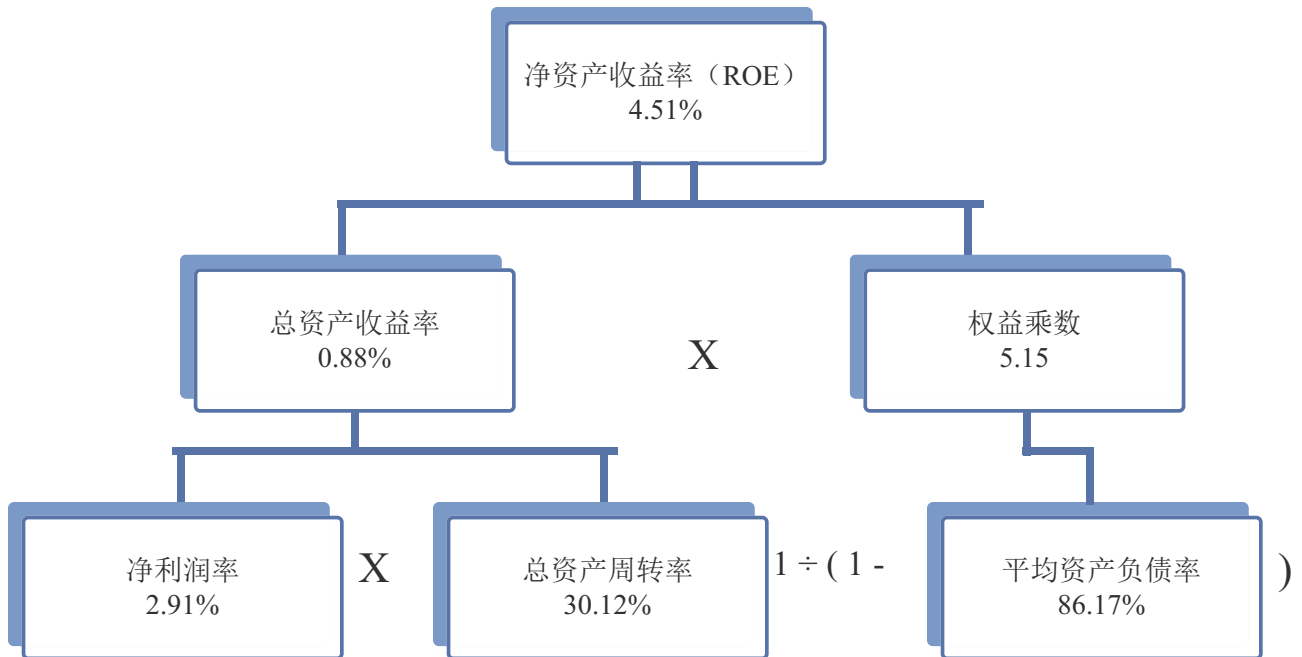 净资产收益率（ROE）
4.51%
总资产收益率
0.88%
X
权益乘数
5.15
净利润率
2.91%
X
总资产周转率
30.12%
1 ÷ ( 1 -
平均资产负债率
86.17%
)